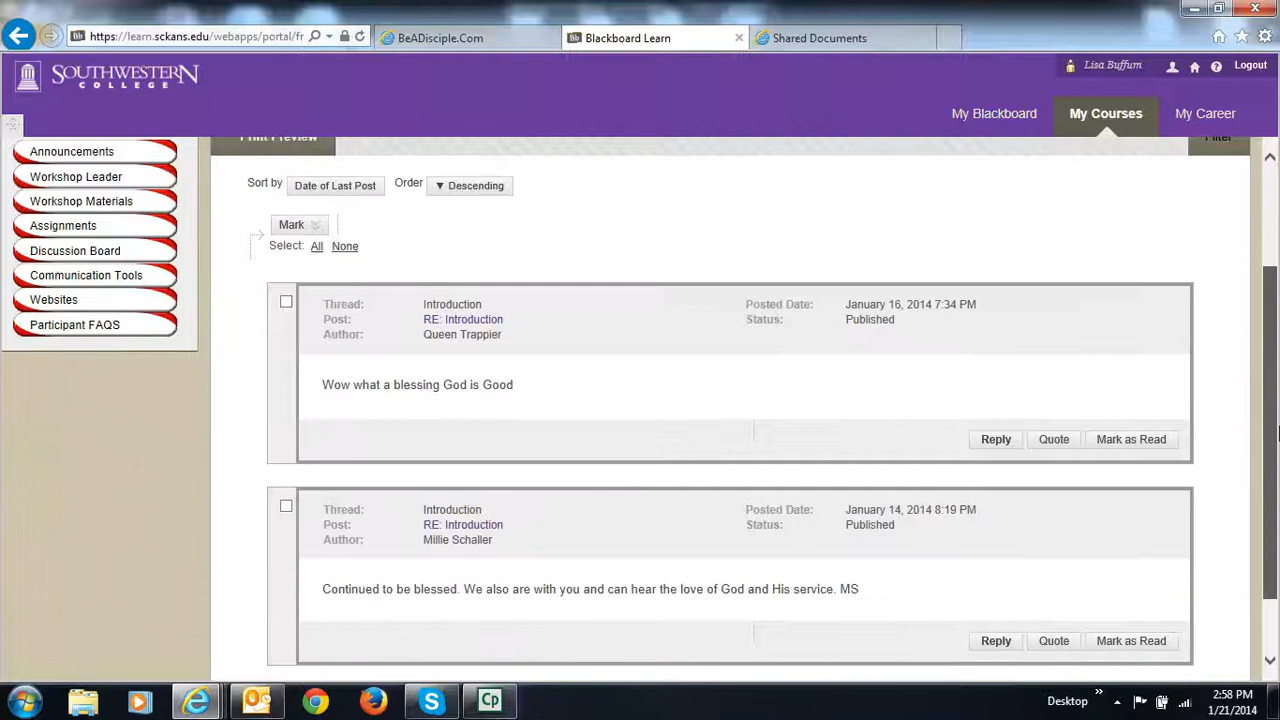 https://learn.sckans.edu/webapps/portal/fr
BeADisciple.Com
Bb Blackboard Learn
Shared Documents
SOUTHWESTERN
COLLEGE
Lisa Buffum
Logout
My Blackboard
My Courses
My Career
Print Preview
Filter
Announcements
Workshop Leader
Workshop Materials
Assignments
Discussion Board
Communication Tools
Websites
Participant FAQS
Sort by Date of Last Post Order ▼ Descending
Mark
Select: All None
Thread: Introduction Posted Date: January 16, 2014 7:34 PM
Post: RE: Introduction Status: Published
Author: Queen Trappier
Wow what a blessing God is Good
Reply Quote Mark as Read
Thread: Introduction Posted Date: January 14, 2014 8:19 PM
Post: RE: Introduction Status: Published
Author: Millie Schaller
Continued to be blessed. We also are with you and can hear the love of God and His service. MS
Reply Quote Mark as Read
Cp
Desktop
2:58 PM
1/21/2014